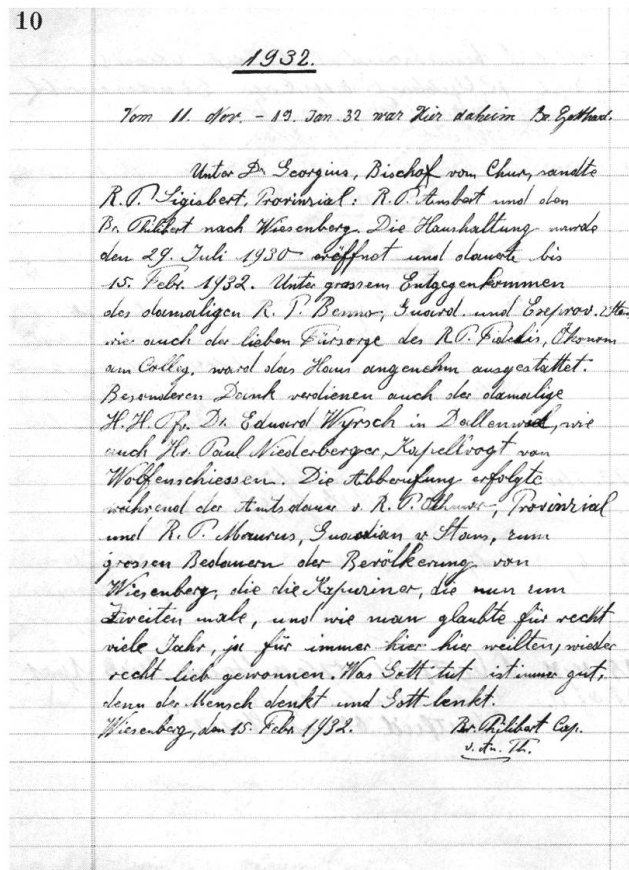 10
1932.
Vom 11. Nov. - 19. Jan. 32 war Hier daheim Br.
Unter Dr. Georgius, Bischof vom Chur, sandte
R. P. Sigisbert, Provinzial: R. P. Ambert und den
Br. Philibert nach Wiesenberg. Die Haushaltung wurde
den 29. Juli 1930 eröffnet und dauerte bis
15. Febr. 1932. Unter grossem Entgegenkommen
des damaligen R. P. Benno, Guard. und Exprov. v. Stans
wie auch der lieben Fürsorge des R. P. Fidelis, Ökonom
am Colleg. ward das Haus angenehm ausgestattet.
Besonderen Dank verdienen auch der damalige
H. H. Pfr. Dr. Eduard Wyrsch in Dallenwil, wie
auch Hr. Paul Niederberger, Kapellvogt von
Wolfenschiessen. Die Abberufung erfolgte
während der Amtsdauer v. R. P. Othmar, Provinzial
und R. P. Maurus, Guardian v Stans, zum
grossen Bedauern der Bevölkerung von
Wiesenberg, die die Kapuziner, die nun zum
Zweiten male, und wie man glaubte für recht
viele Jahr, ja für immer hier hier weilten, wieder
recht lieb gewonnen. Was Gott tut ist immer gut,
denn der Mensch denkt und Gott lenkt.
Wiesenberg, den 15. Febr. 1932. Br. Philibert Cap.
v. Th.